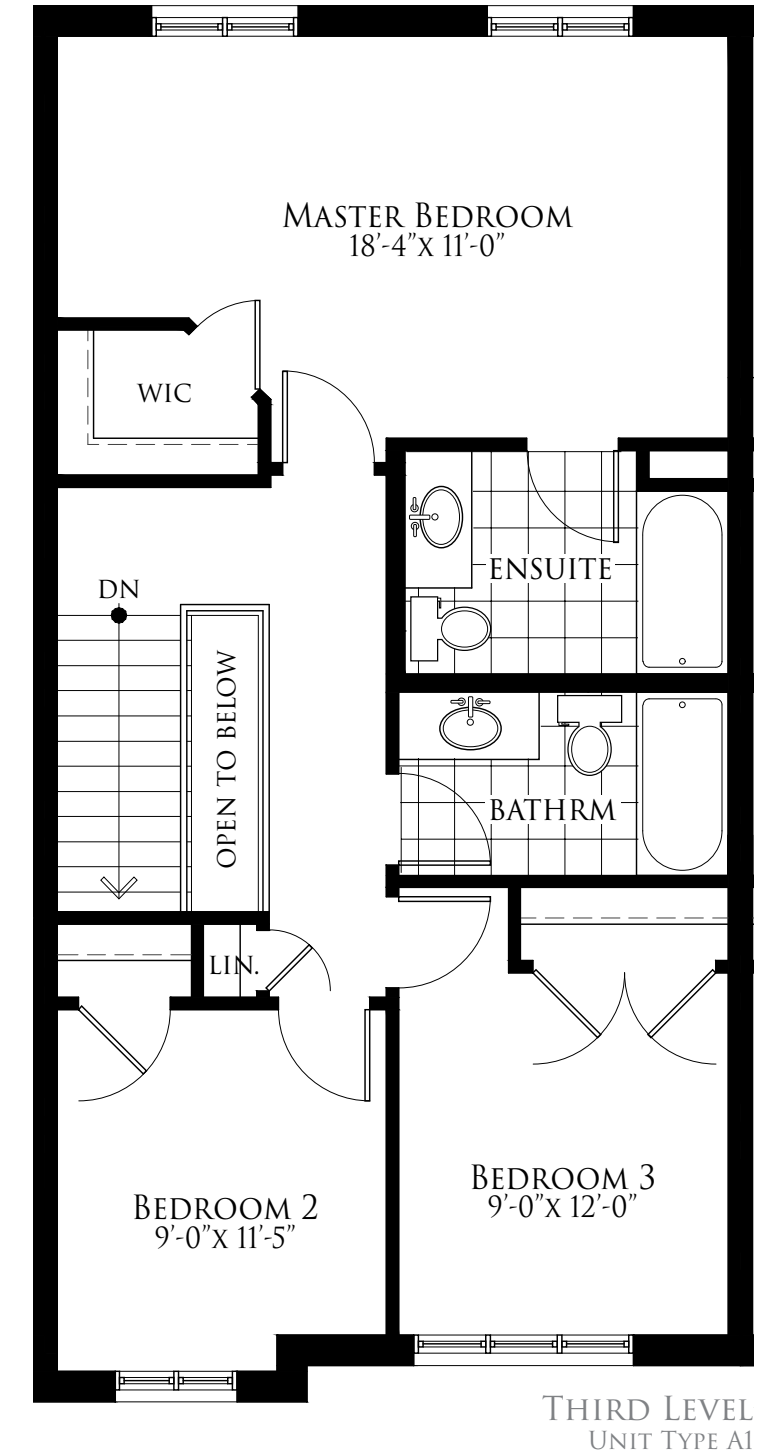 MASTER BEDROOM
18'-4"X 11'-0"
WIC
ENSUITE
DN
OPEN TO BELOW
BATHRM
LIN.
BEDROOM 3
9'-0"X 12'-0"
BEDROOM 2
9'-0"X 11'-5"
THIRD LEVEL
UNIT TYPE A1